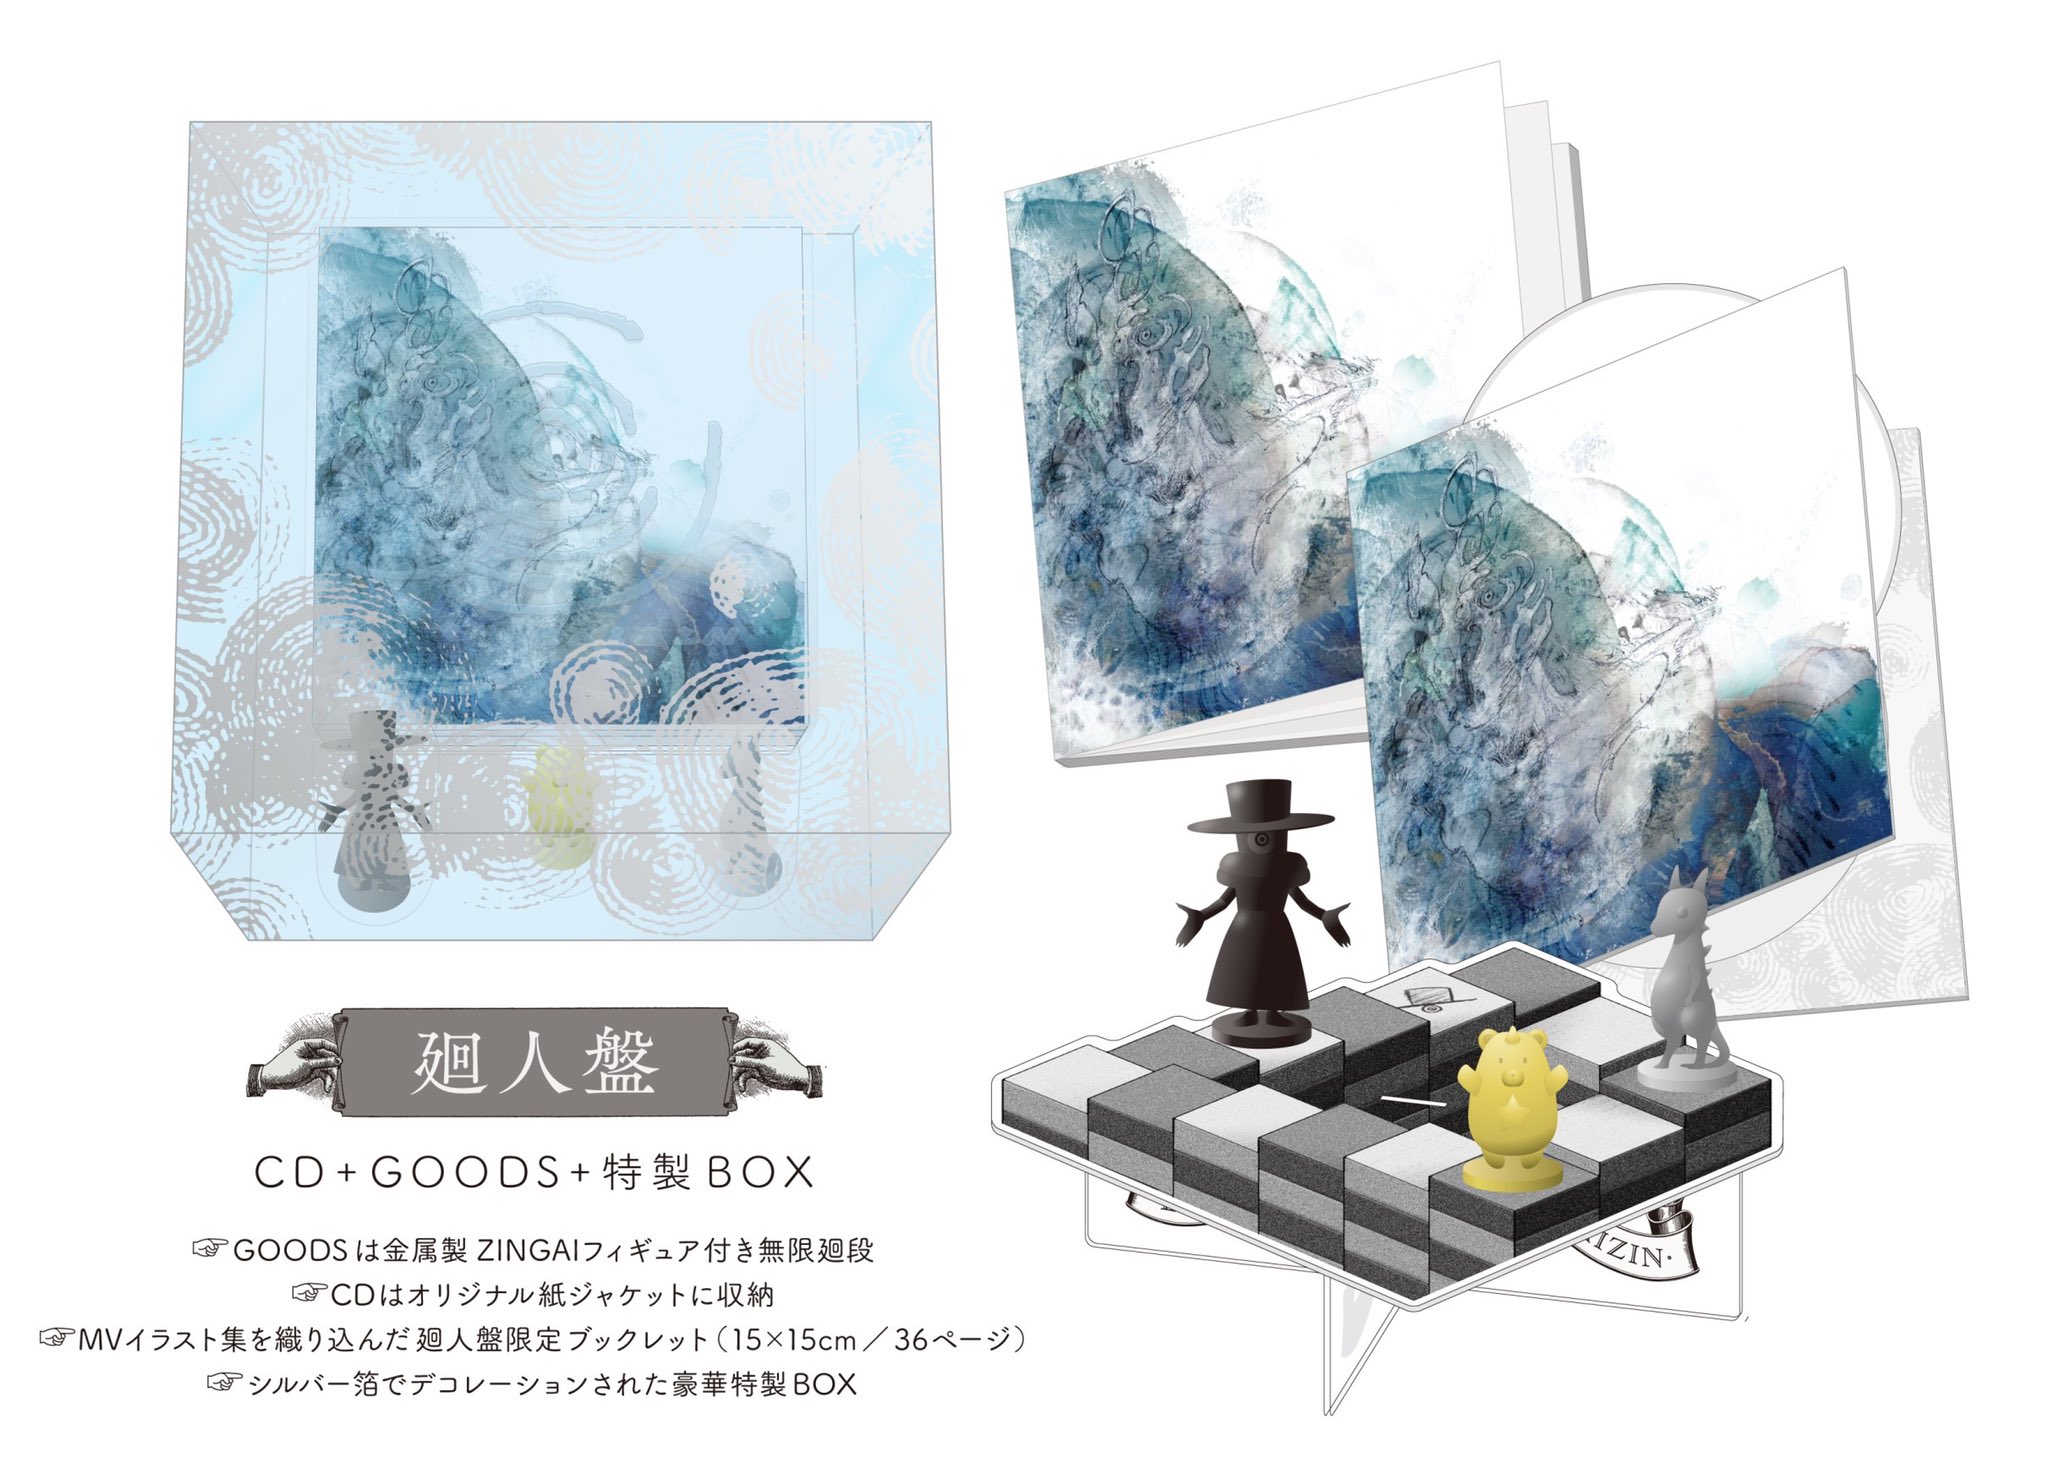 廻人盤
CD+GOODS+特製BOX
☞GOODSは金属製 ZINGAIフィギュア付き無限廻段
☞CDはオリジナル紙ジャケットに収納
☞MVイラスト集を織り込んだ廻人盤限定ブックレット（15×15cm／36ページ）
☞シルバー箔でデコレーションされた豪華特製BOX
IZIN·